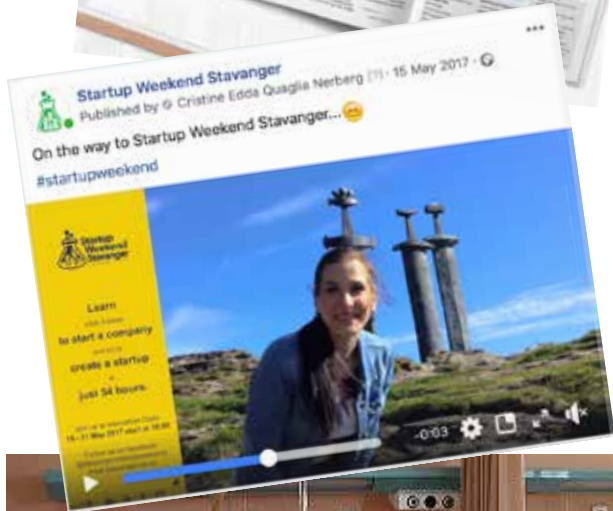 Startup Weekend Stavanger
Published by Cristine Edda Quaglia Nerberg [?] · 15 May 2017 ·
On the way to Startup Weekend Stavanger...😊
#startupweekend
Startup
Weekend
Stavanger
Learn
to start a company
create a startup
just 54 hours.
-0:03